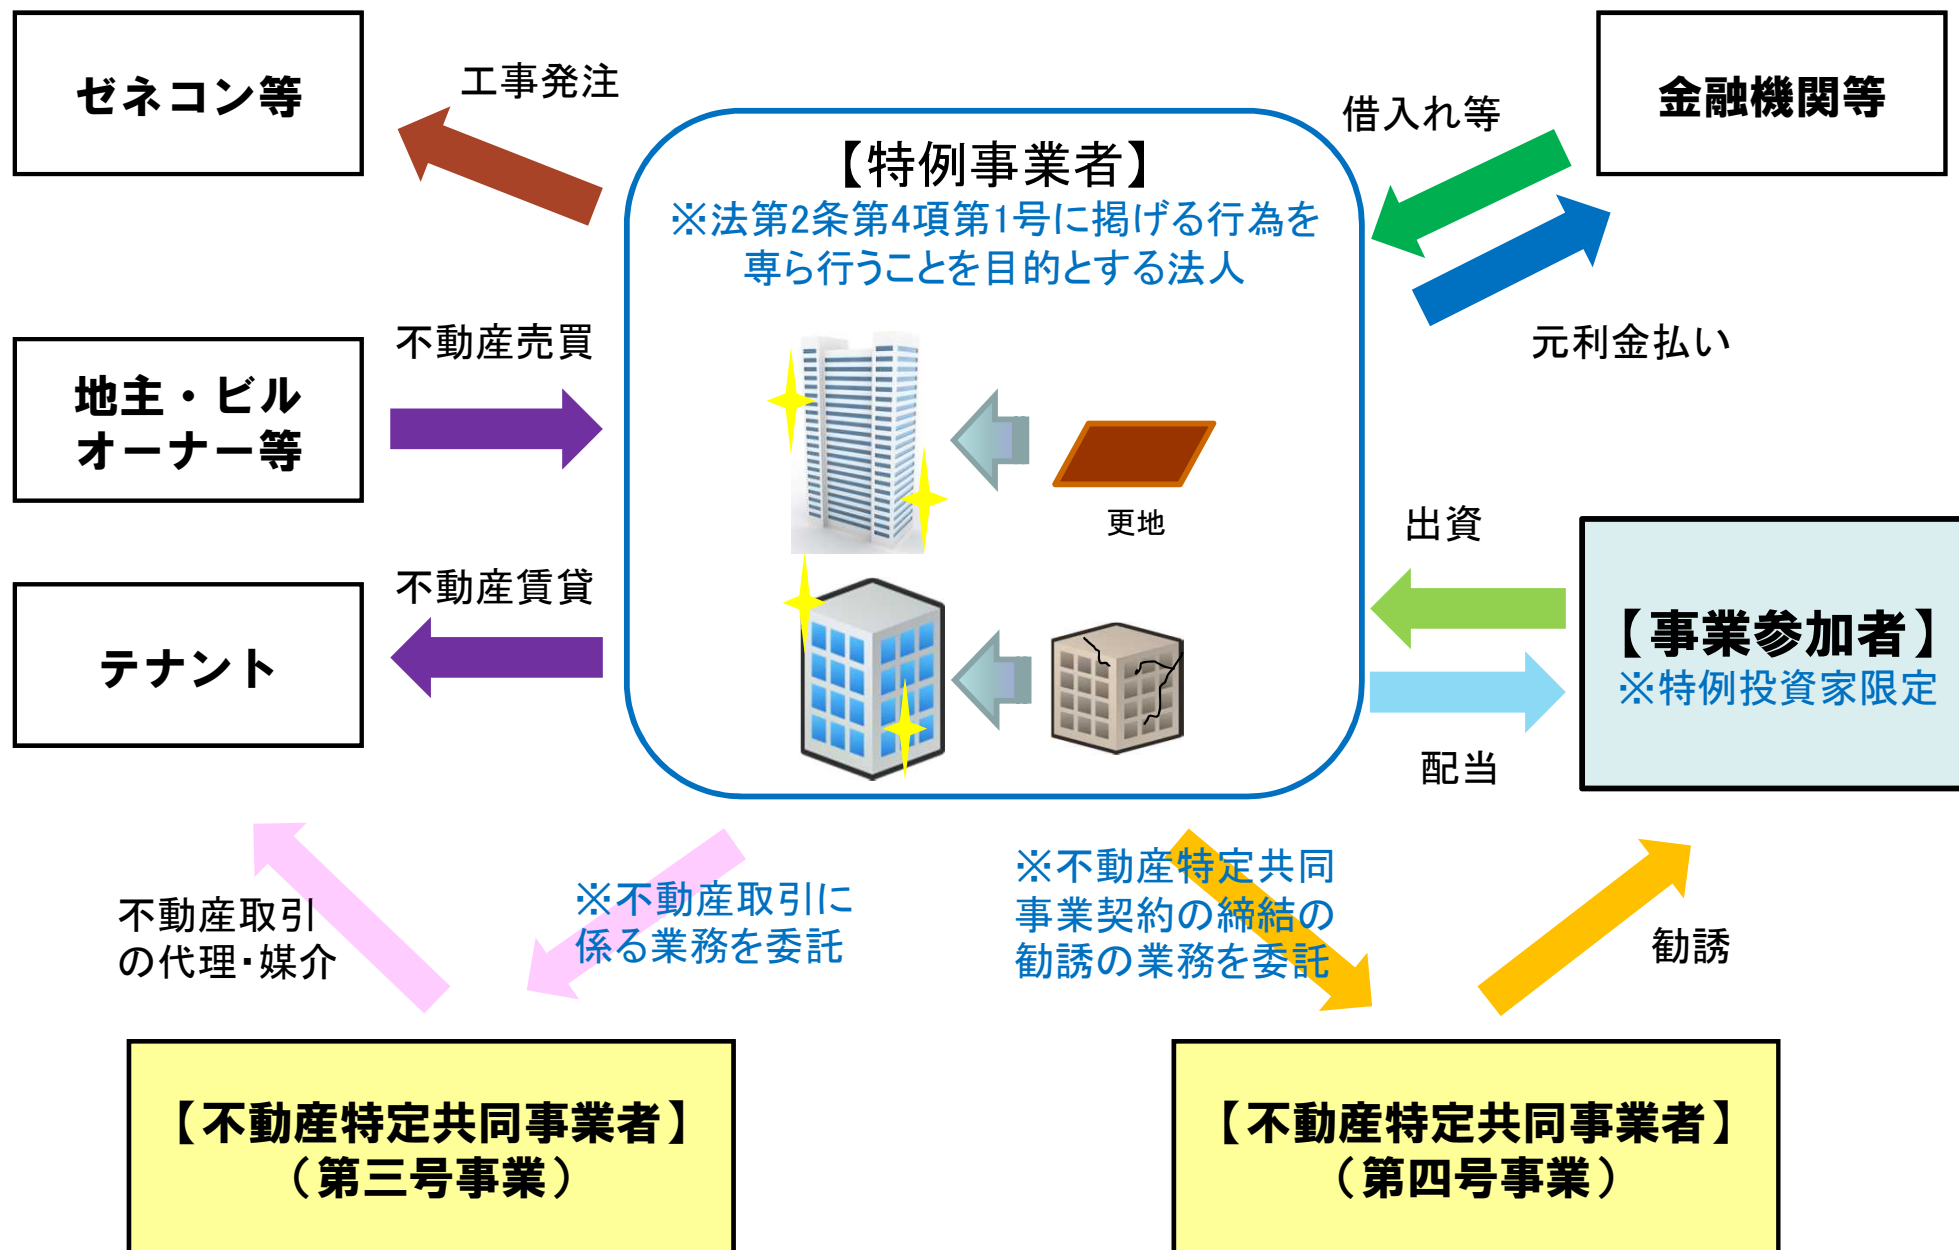 ゼネコン等
工事発注
借入れ等
金融機関等
【特例事業者】
※法第2条第4項第1号に掲げる行為を
専ら行うことを目的とする法人
不動産売買
元利金払い
地主・ビル
オーナー等
更地
出資
不動産賃貸
テナント
【事業参加者】
※特例投資家限定
配当
不動産取引
の代理・媒介
※不動産取引に
係る業務を委託
※不動産特定共同
事業契約の締結の
勧誘の業務を委託
勧誘
【不動産特定共同事業者】
（第三号事業）
【不動産特定共同事業者】
（第四号事業）